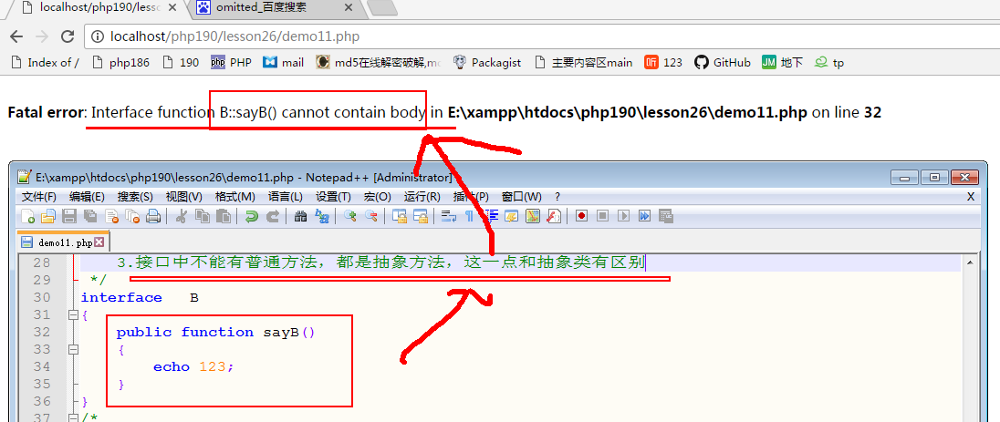 localhost/php190/lesso
omitted_百度搜索
localhost/php190/lesson26/demo11.php
Index of / php186 190 php PHP mail md5在线解密破解,md Packagist 主要内容区main 听 123 GitHub JM 地下 tp
Fatal error: Interface function B::sayB() cannot contain body in E:\xampp\htdocs\php190\lesson26\demo11.php on line 32
E:\xampp\htdocs\php190\lesson26\demo11.php - Notepad++ [Administrator]
文件(F) 编辑(E) 搜索(S) 视图(V) 格式(M) 语言(L) 设置(T) 宏(O) 运行(R) 插件(P) 窗口(W) ? X
demo11.php
28 3.接口中不能有普通方法，都是抽象方法，这一点和抽象类有区别
29 */
30 interface B
31 {
32 public function sayB()
33 {
34 echo 123;
35 }
36 }
37 /*